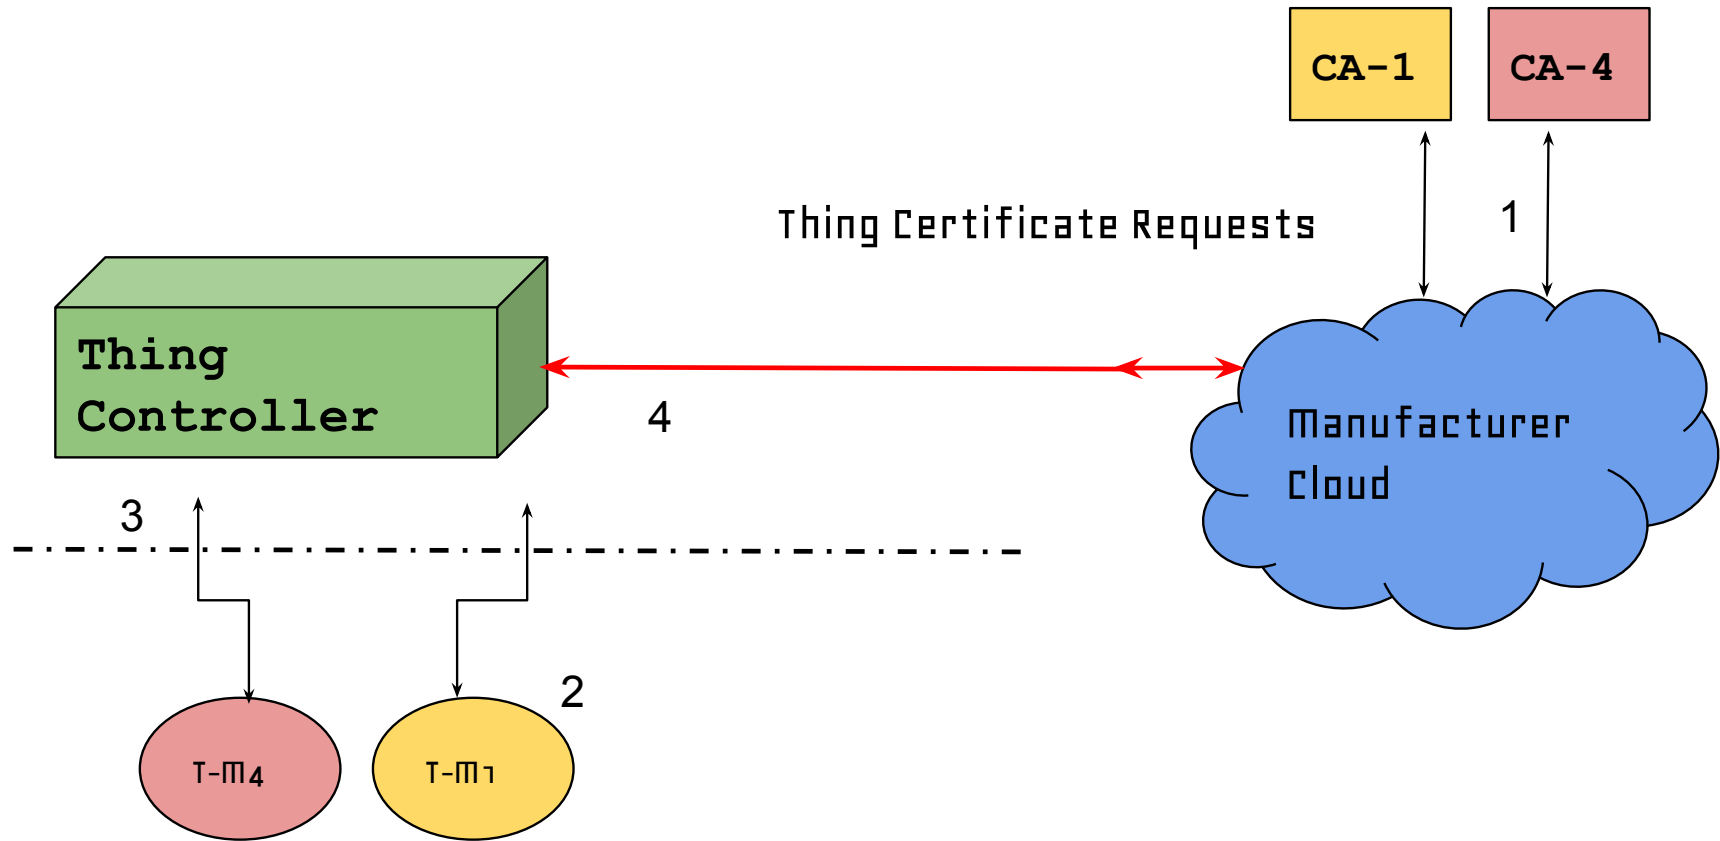 CA-1
CA-4
Thing Certificate Requests
1
Thing
Controller
4
Manufacturer
Cloud
3
2
T-M4
T-M1